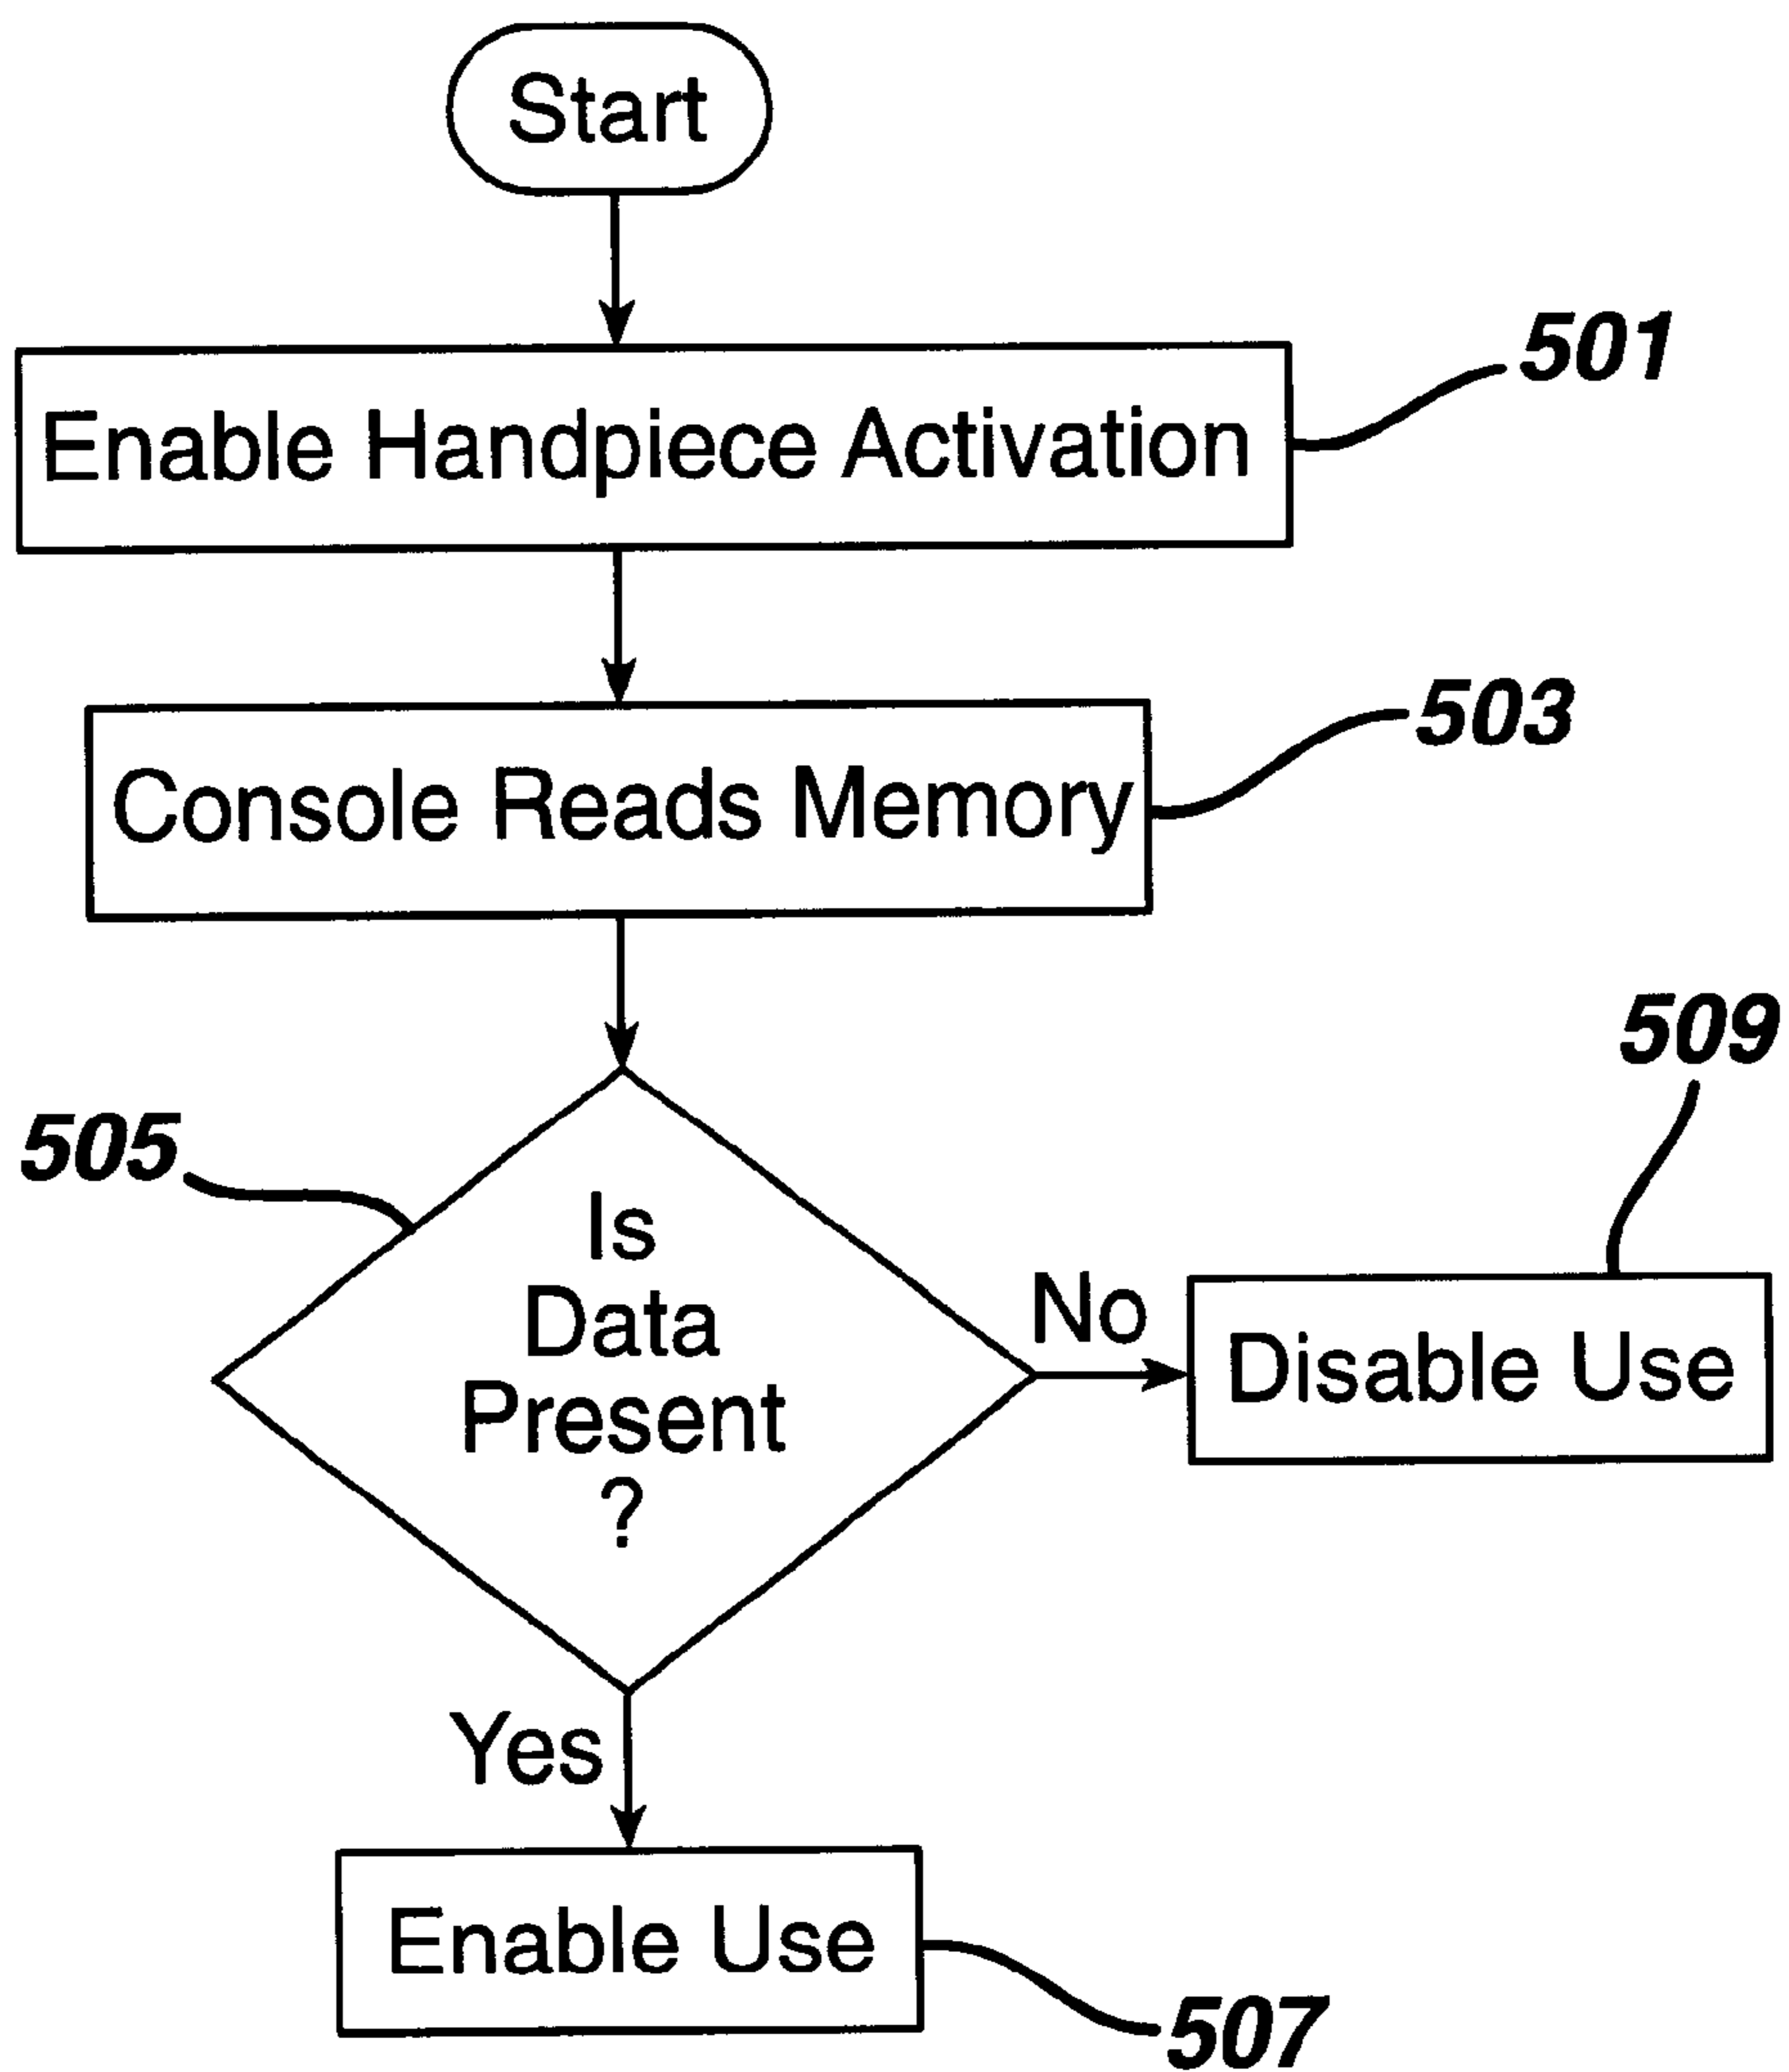 Start
501
Enable Handpiece Activation
503
Console Reads Memory
509
505
Is
Data
Present
?
No
Disable Use
Yes
Enable Use
507